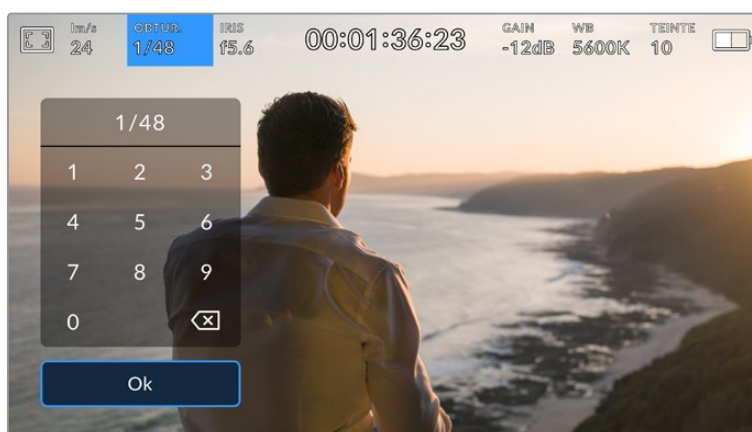 Im/s OBTUR. IRIS GAIN WB TEINTE
24 1/48 f5.6 00:01:36:23 -12dB 5600K 10
1/48
1 2 3
4 5 6
7 8 9
0
Ok